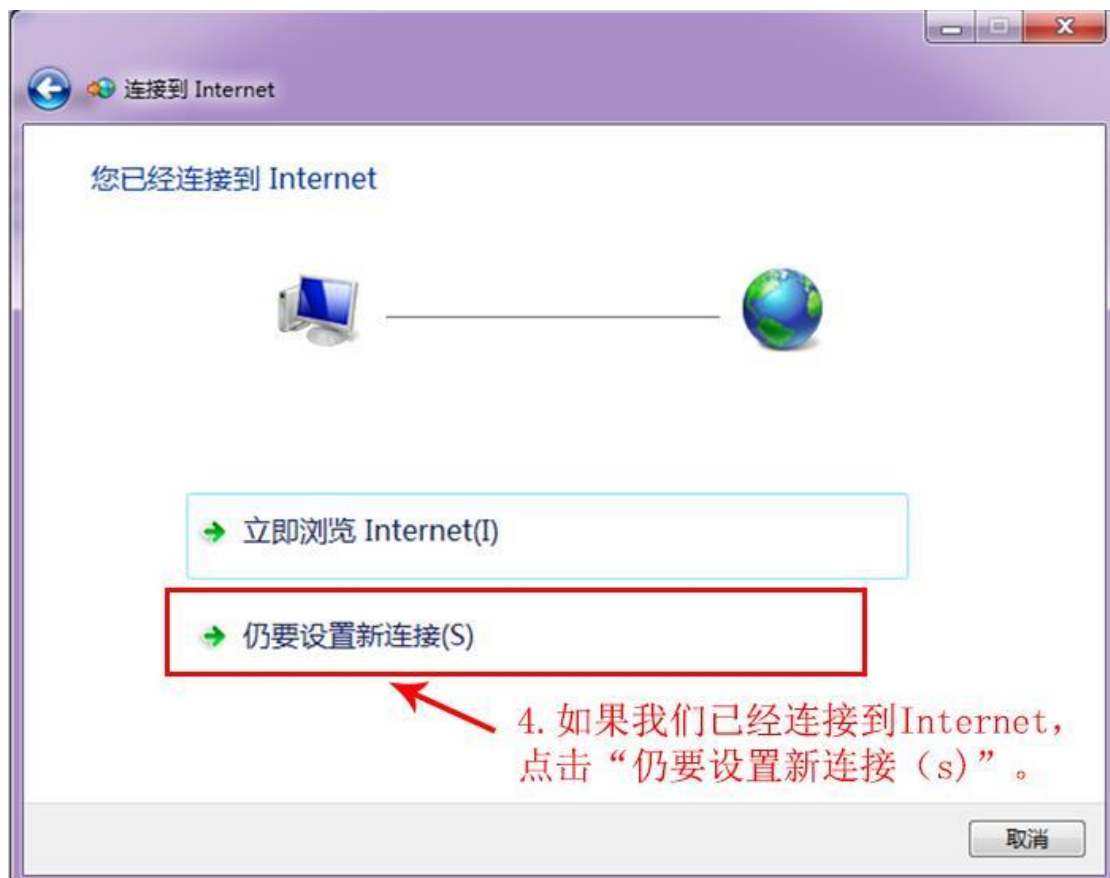 连接到 Internet
您已经连接到 Internet
立即浏览 Internet(I)
仍要设置新连接(S)
4.如果我们已经连接到Internet，
点击“仍要设置新连接（s)”。
取消